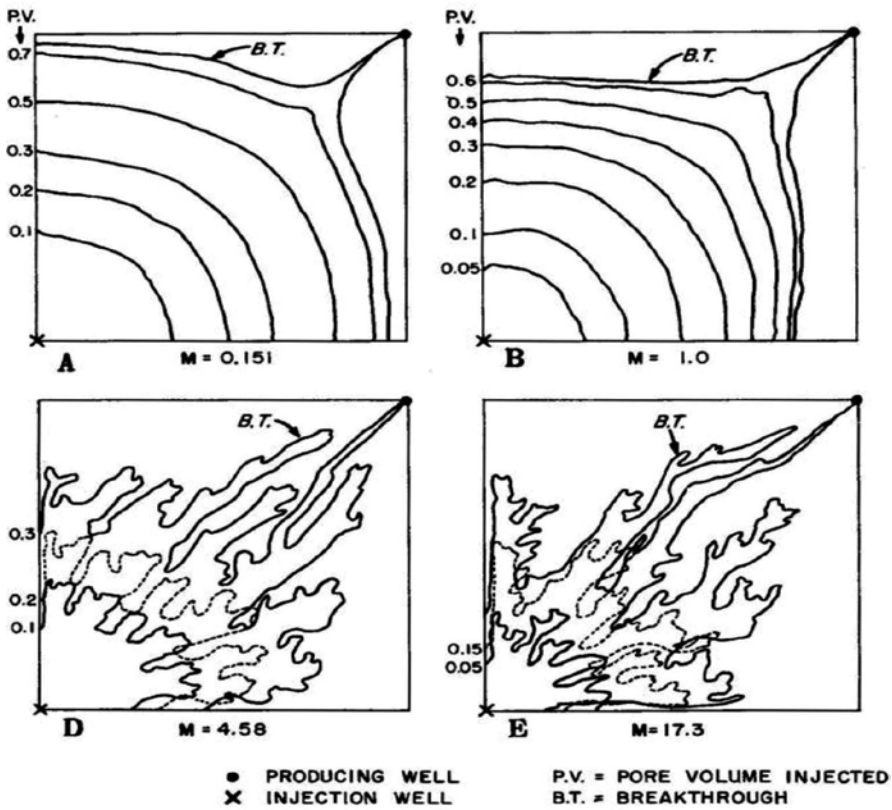 P.V.
0.7
0.5
0.3
0.2
0.1
B.T.
A
M = 0.151
P.V.
0.6
0.5
0.4
0.3
0.2
0.1
0.05
B.T.
B
M = 1.0
0.3
0.2
0.1
B.T.
D
M = 4.58
0.15
0.05
B.T.
E
M = 17.3
PRODUCING WELL
INJECTION WELL
P.V. = PORE VOLUME INJECTED
B.T. = BREAKTHROUGH